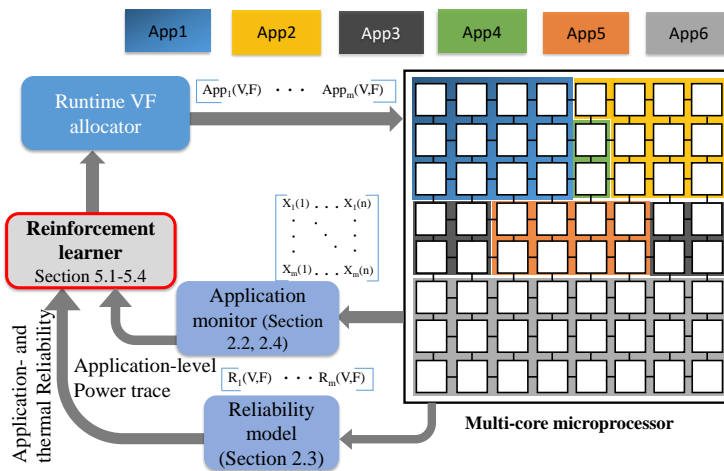 App1 App2 App3 App4 App5 App6
Runtime VF
allocator
App₁(V,F) · · · Appₘ(V,F)
X₁(1) . . . X₁(n)
. . .
. . .
. . .
Xₘ(1) . . . Xₘ(n)
Reinforcement
learner
Section 5.1-5.4
Application
monitor (Section
2.2, 2.4)
Application- and
thermal Reliability
Application-level
Power trace
R₁(V,F) · · · Rₘ(V,F)
Reliability
model
(Section 2.3)
Multi-core microprocessor